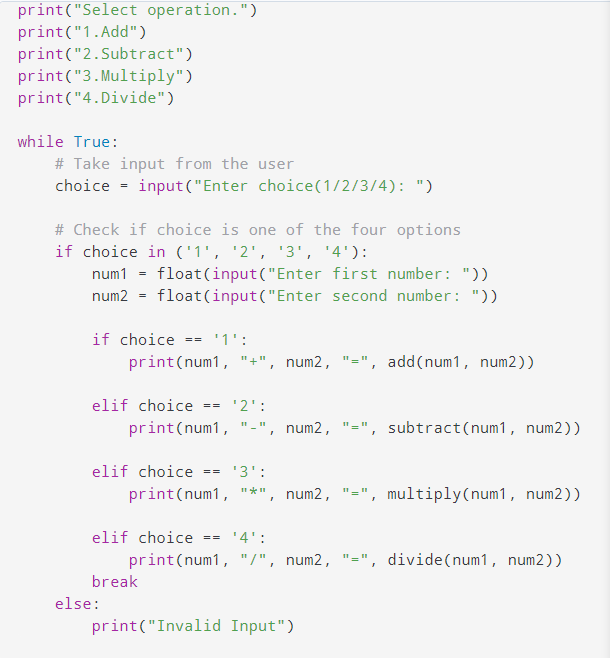 print("Select operation.")
print("1.Add")
print("2.Subtract")
print("3.Multiply")
print("4.Divide")

while True:
    # Take input from the user
    choice = input("Enter choice(1/2/3/4): ")

    # Check if choice is one of the four options
    if choice in ('1', '2', '3', '4'):
        num1 = float(input("Enter first number: "))
        num2 = float(input("Enter second number: "))

        if choice == '1':
            print(num1, "+", num2, "=", add(num1, num2))

        elif choice == '2':
            print(num1, "-", num2, "=", subtract(num1, num2))

        elif choice == '3':
            print(num1, "*", num2, "=", multiply(num1, num2))

        elif choice == '4':
            print(num1, "/", num2, "=", divide(num1, num2))
        break
    else:
        print("Invalid Input")